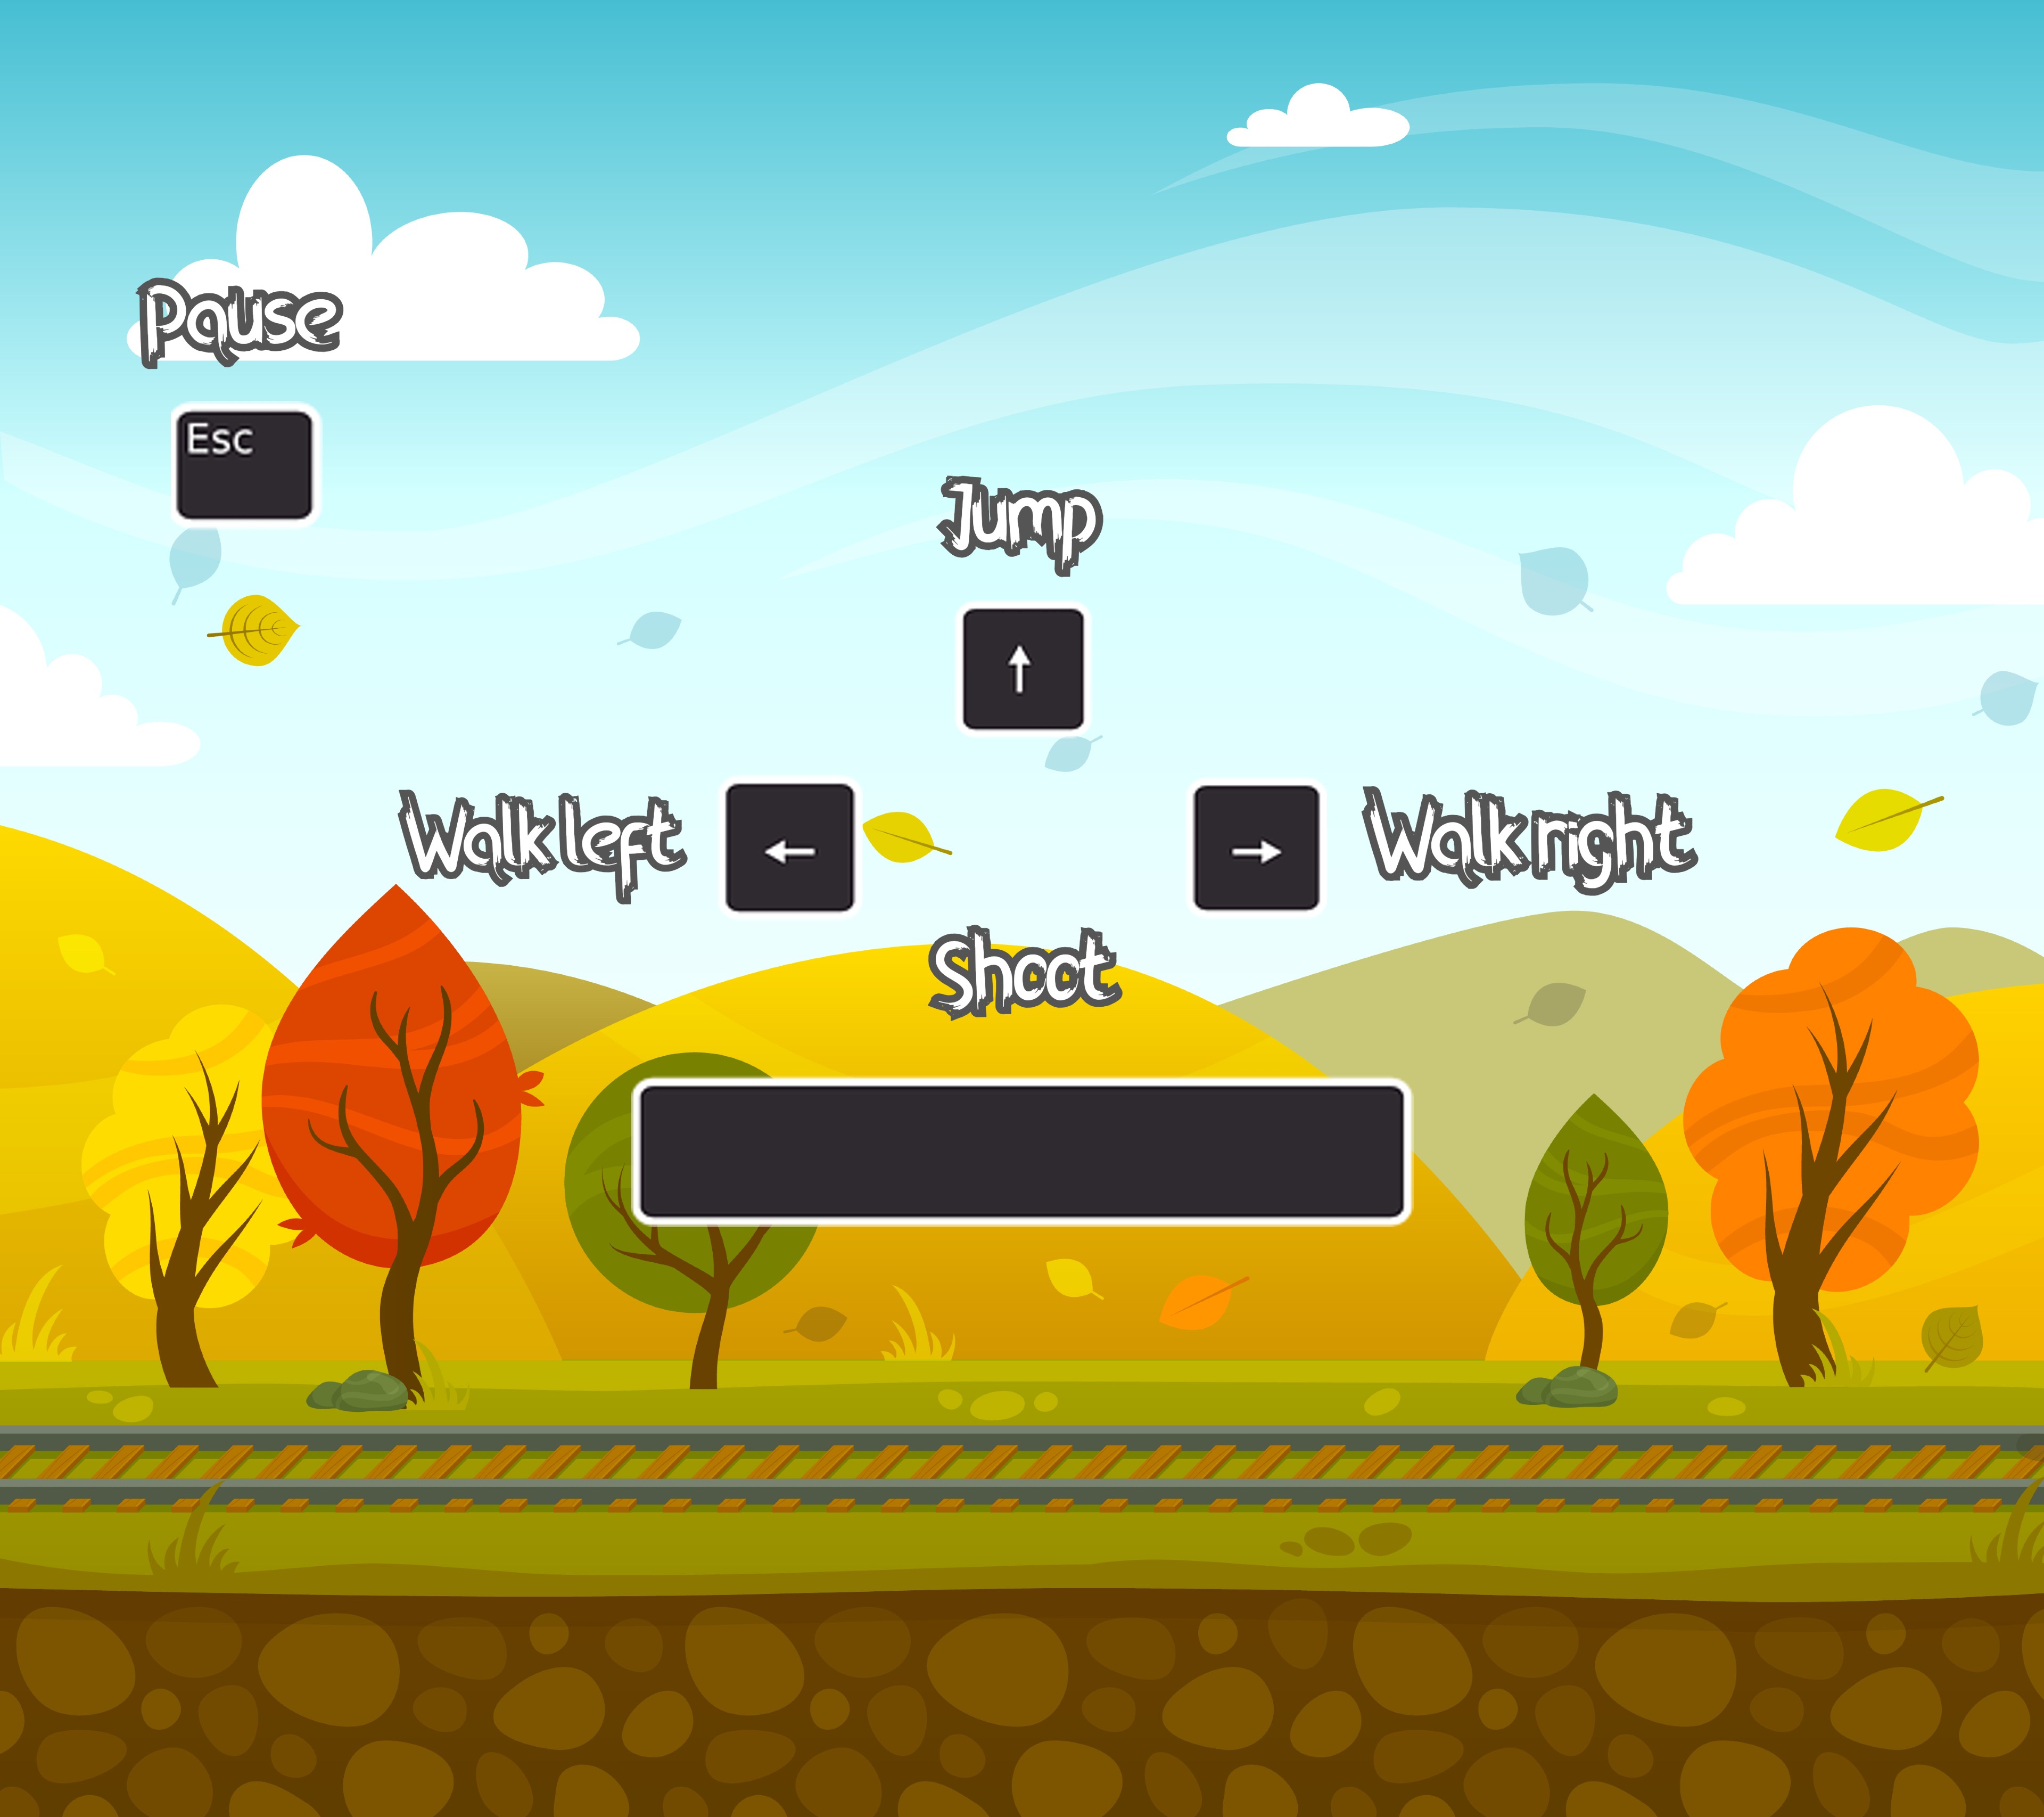 Pause
Esc
Jump
↑
Walk left
←
→
Walk right
Shoot